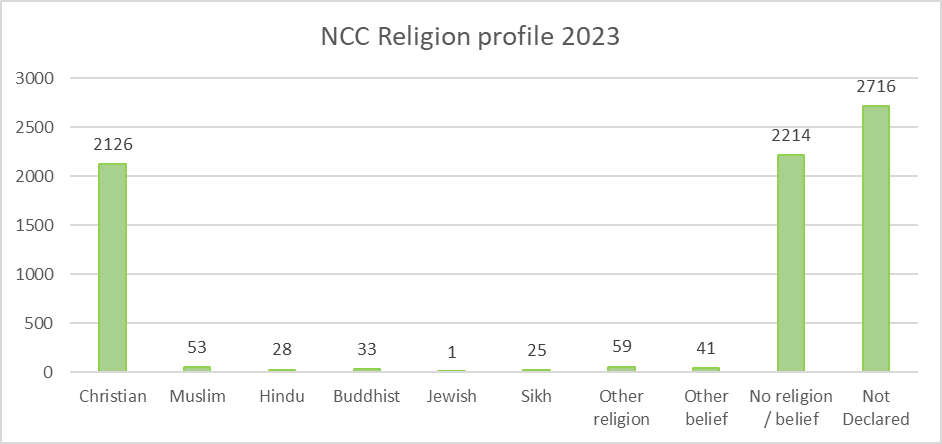 NCC Religion profile 2023
3000
2500
2000
1500
1000
500
0
2126
53
28
33
1
25
59
41
2214
2716
Christian
Muslim
Hindu
Buddhist
Jewish
Sikh
Other
religion
Other
belief
No religion
/ belief
Not
Declared